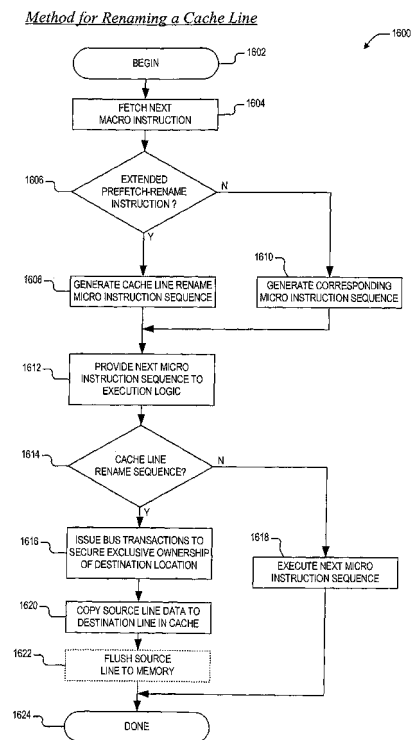 Method for Renaming a Cache Line
1600
BEGIN
1602
FETCH NEXT
MACRO INSTRUCTION
1604
1606
EXTENDED
PREFETCH-RENAME
INSTRUCTION ?
N
Y
1608
GENERATE CACHE LINE RENAME
MICRO INSTRUCTION SEQUENCE
1610
GENERATE CORRESPONDING
MICRO INSTRUCTION SEQUENCE
1612
PROVIDE NEXT MICRO
INSTRUCTION SEQUENCE TO
EXECUTION LOGIC
1614
CACHE LINE
RENAME SEQUENCE?
N
Y
1616
ISSUE BUS TRANSACTIONS TO
SECURE EXCLUSIVE OWNERSHIP
OF DESTINATION LOCATION
1618
EXECUTE NEXT MICRO
INSTRUCTION SEQUENCE
1620
COPY SOURCE LINE DATA TO
DESTINATION LINE IN CACHE
1622
FLUSH SOURCE
LINE TO MEMORY
1624
DONE